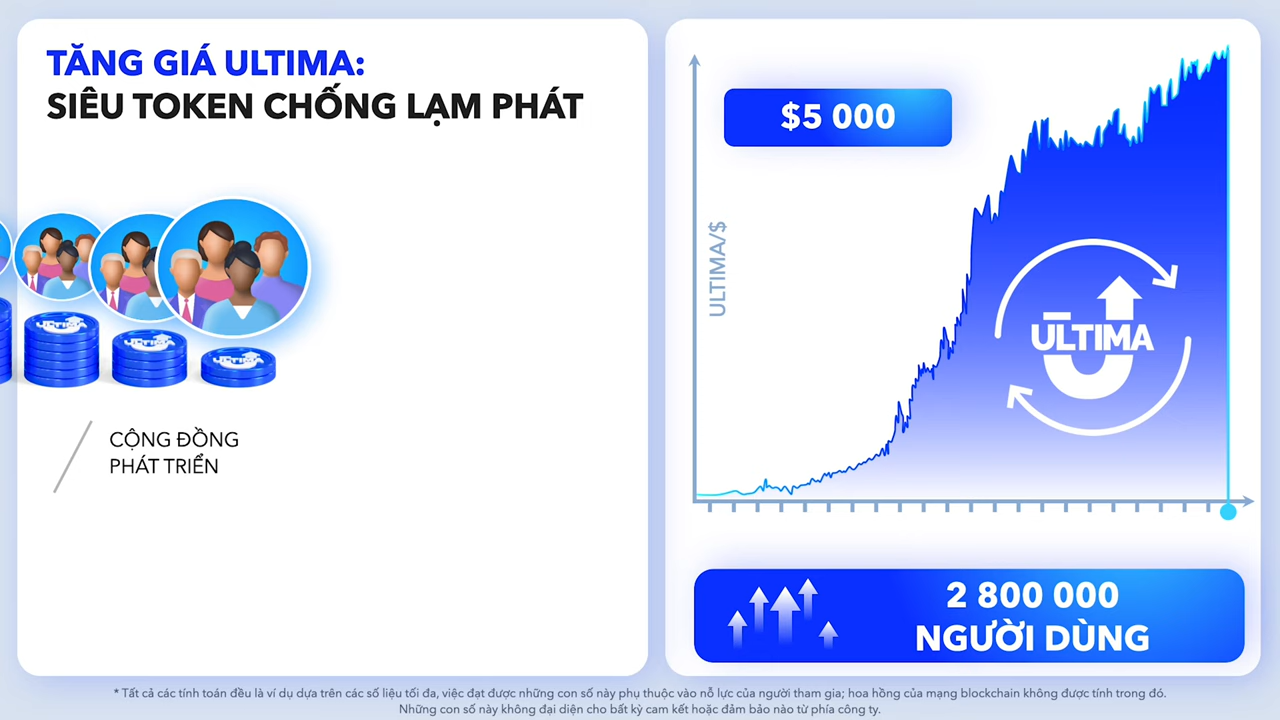 TĂNG GIÁ ULTIMA:
SIÊU TOKEN CHỐNG LẠM PHÁT
CỘNG ĐỒNG
PHÁT TRIỂN
$5 000
ULTIMA/$
ULTIMA
2 800 000
NGƯỜI DÙNG
* Tất cả các tính toán đều là ví dụ dựa trên các số liệu tối đa, việc đạt được những con số này phụ thuộc vào nỗ lực của người tham gia; hoa hồng của mạng blockchain không được tính trong đó.
Những con số này không đại diện cho bất kỳ cam kết hoặc đảm bảo nào từ phía công ty.